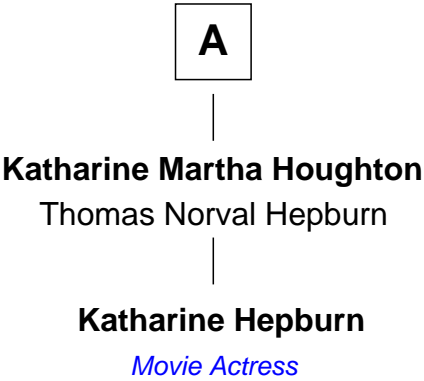 A
Katharine Martha Houghton
Thomas Norval Hepburn
Katharine Hepburn
Movie Actress